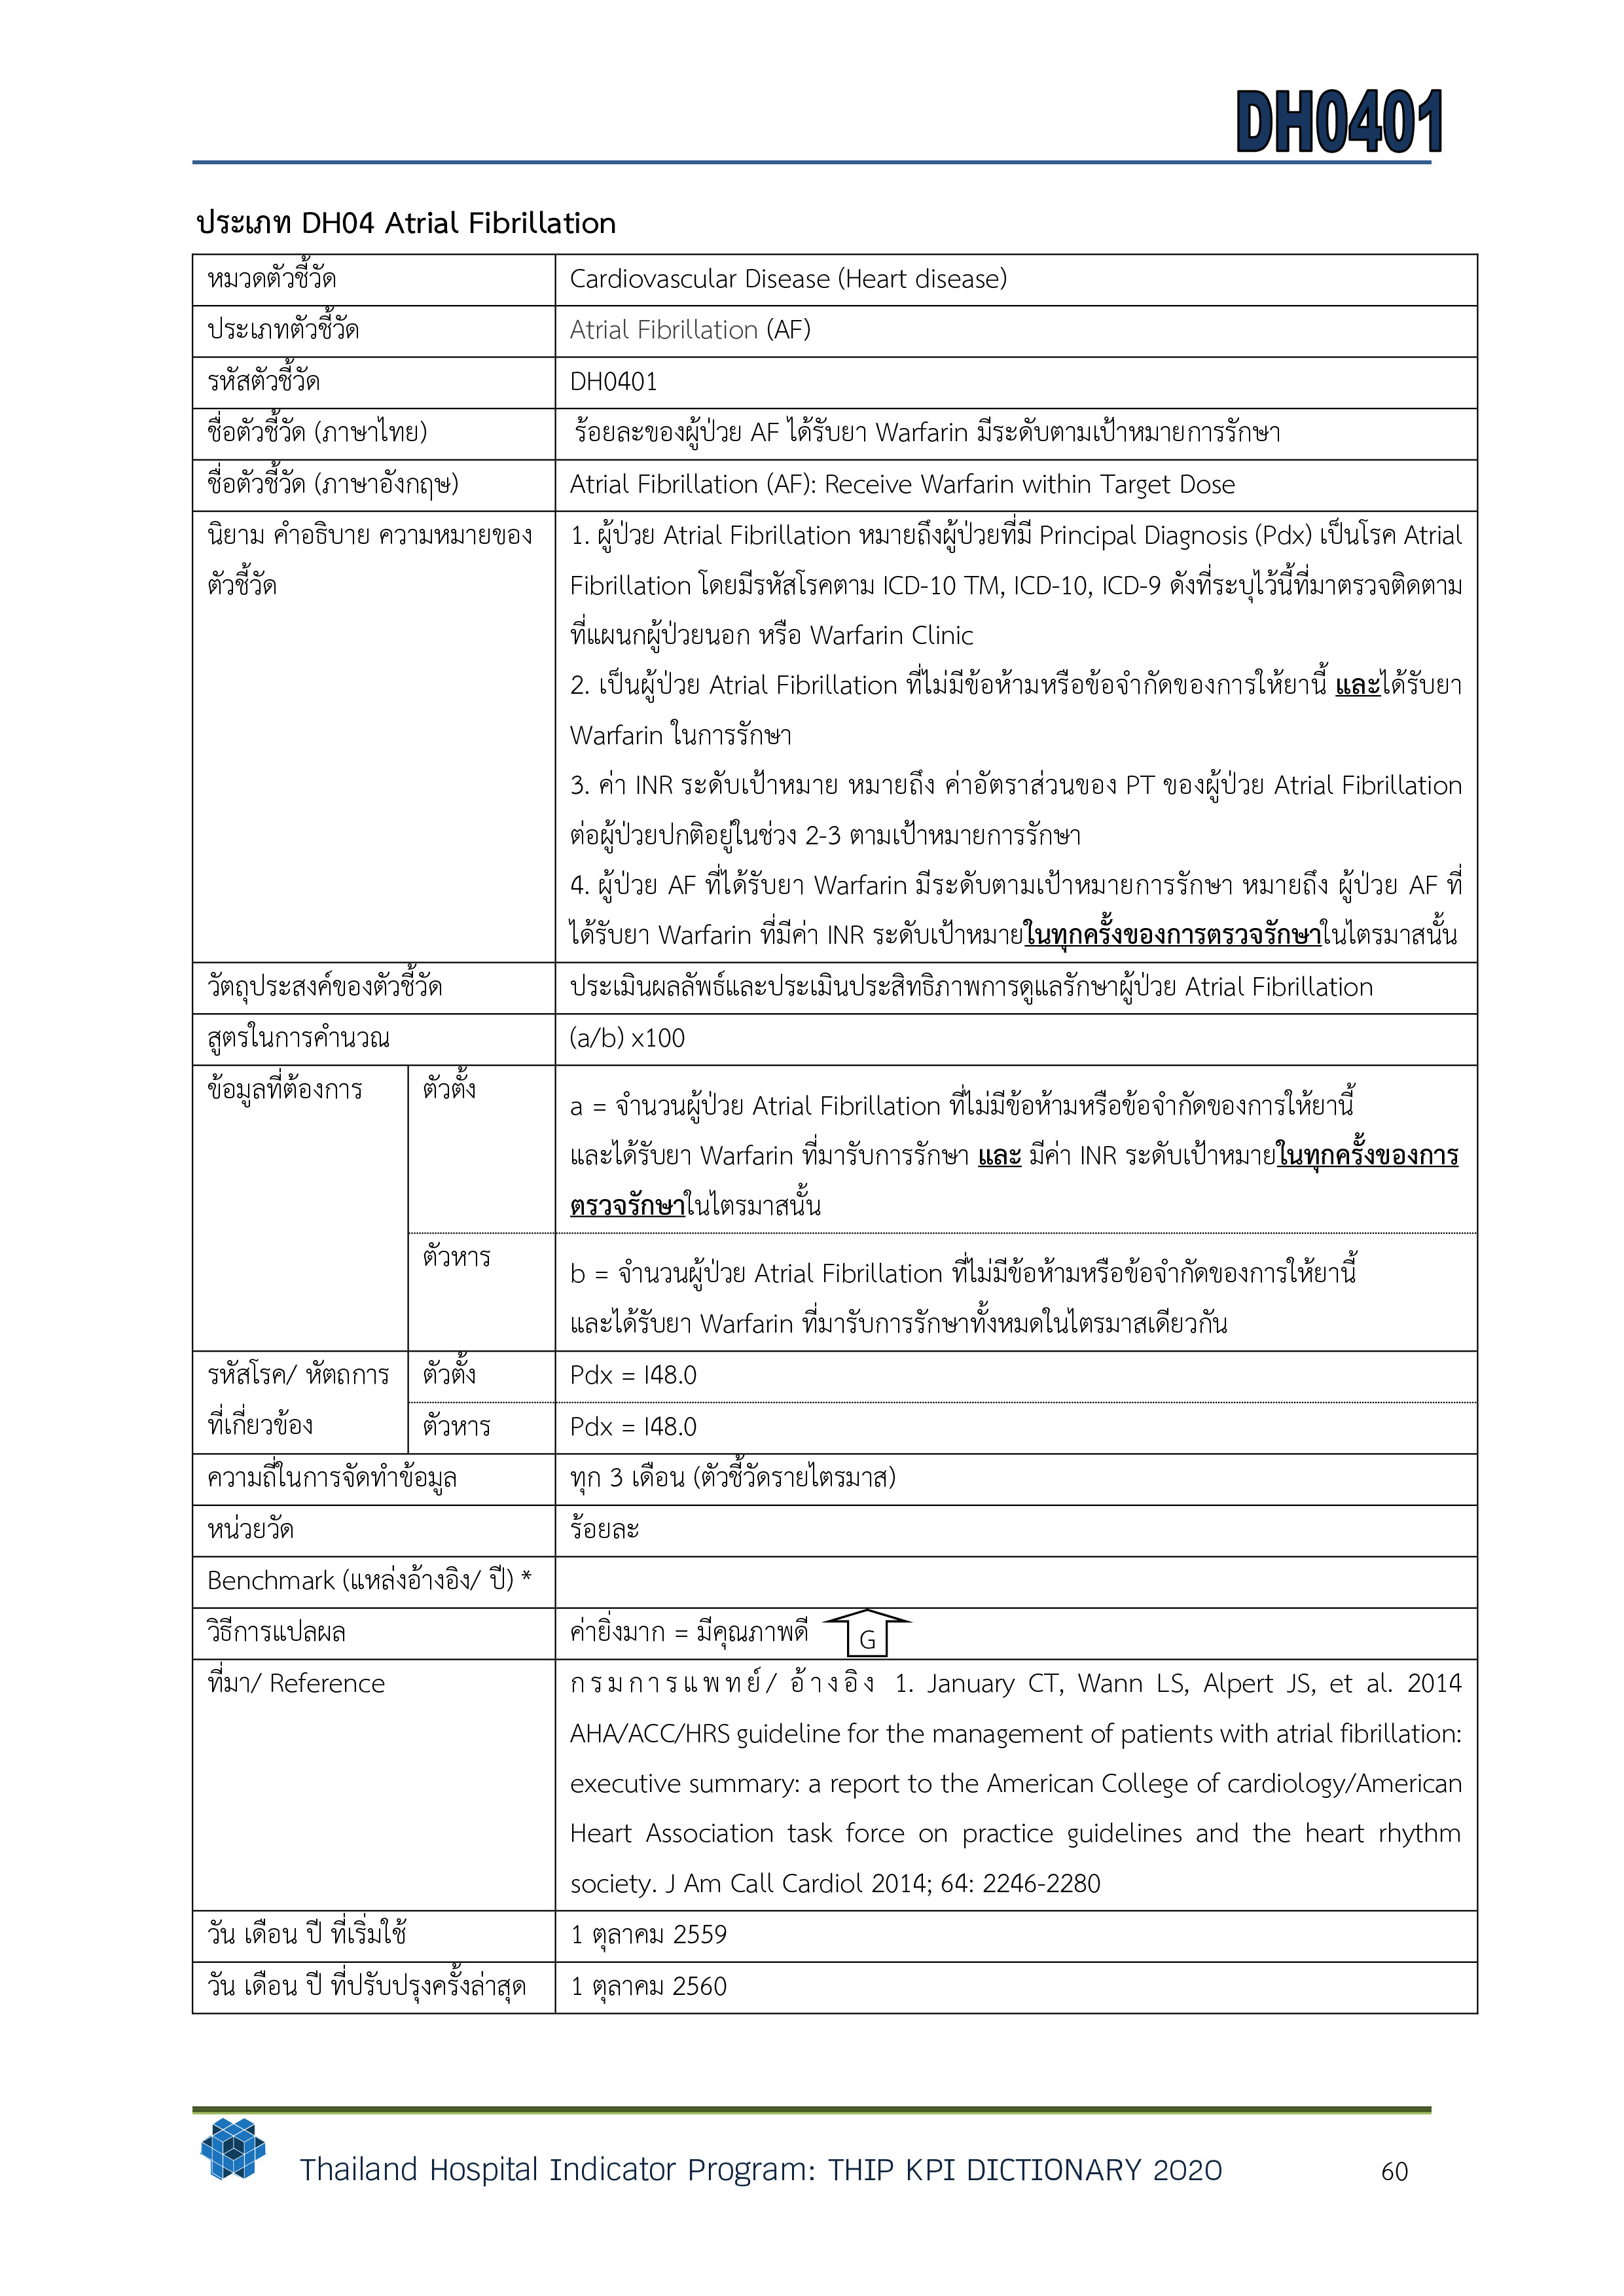 DH0401
ประเภท DH04 Atrial Fibrillation
หมวดตัวชี้วัด Cardiovascular Disease (Heart disease)
ประเภทตัวชี้วัด Atrial Fibrillation (AF)
รหัสตัวชี้วัด DH0401
ชื่อตัวชี้วัด (ภาษาไทย) ร้อยละของผู้ป่วย AF ได้รับยา Warfarin มีระดับตามเป้าหมายการรักษา
ชื่อตัวชี้วัด (ภาษาอังกฤษ) Atrial Fibrillation (AF): Receive Warfarin within Target Dose
นิยาม คำอธิบาย ความหมายของ
ตัวชี้วัด
1. ผู้ป่วย Atrial Fibrillation หมายถึงผู้ป่วยที่มี Principal Diagnosis (Pdx) เป็นโรค Atrial
Fibrillation โดยมีรหัสโรคตาม ICD-10 TM, ICD-10, ICD-9 ดังที่ระบุไว้นี้ที่มาตรวจติดตาม
ที่แผนกผู้ป่วยนอก หรือ Warfarin Clinic
2. เป็นผู้ป่วย Atrial Fibrillation ที่ไม่มีข้อห้ามหรือข้อจำกัดของการให้ยานี้ และได้รับยา
Warfarin ในการรักษา
3. ค่า INR ระดับเป้าหมาย หมายถึง ค่าอัตราส่วนของ PT ของผู้ป่วย Atrial Fibrillation
ต่อผู้ป่วยปกติอยู่ในช่วง 2-3 ตามเป้าหมายการรักษา
4. ผู้ป่วย AF ที่ได้รับยา Warfarin มีระดับตามเป้าหมายการรักษา หมายถึง ผู้ป่วย AF ที่
ได้รับยา Warfarin ที่มีค่า INR ระดับเป้าหมายในทุกครั้งของการตรวจรักษาในไตรมาสนั้น
วัตถุประสงค์ของตัวชี้วัด ประเมินผลลัพธ์และประเมินประสิทธิภาพการดูแลรักษาผู้ป่วย Atrial Fibrillation
สูตรในการคำนวณ (a/b) x100
ข้อมูลที่ต้องการ ตัวตั้ง
a = จำนวนผู้ป่วย Atrial Fibrillation ที่ไม่มีข้อห้ามหรือข้อจำกัดของการให้ยานี้
และได้รับยา Warfarin ที่มารับการรักษา และ มีค่า INR ระดับเป้าหมายในทุกครั้งของการ
ตรวจรักษาในไตรมาสนั้น
ตัวหาร
b = จำนวนผู้ป่วย Atrial Fibrillation ที่ไม่มีข้อห้ามหรือข้อจำกัดของการให้ยานี้
และได้รับยา Warfarin ที่มารับการรักษาทั้งหมดในไตรมาสเดียวกัน
รหัสโรค/ หัตถการ ตัวตั้ง Pdx = I48.0
ที่เกี่ยวข้อง ตัวหาร Pdx = I48.0
ความถี่ในการจัดทำข้อมูล ทุก 3 เดือน (ตัวชี้วัดรายไตรมาส)
หน่วยวัด ร้อยละ
Benchmark (แหล่งอ้างอิง/ ปี) *
วิธีการแปลผล ค่ายิ่งมาก = มีคุณภาพดี G
ที่มา/ Reference กรมการแพทย์/ อ้างอิง 1. January CT, Wann LS, Alpert JS, et al. 2014
AHA/ACC/HRS guideline for the management of patients with atrial fibrillation:
executive summary: a report to the American College of cardiology/American
Heart Association task force on practice guidelines and the heart rhythm
society. J Am Call Cardiol 2014; 64: 2246-2280
วัน เดือน ปี ที่เริ่มใช้ 1 ตุลาคม 2559
วัน เดือน ปี ที่ปรับปรุงครั้งล่าสุด 1 ตุลาคม 2560
Thailand Hospital Indicator Program: THIP KPI DICTIONARY 2020 60